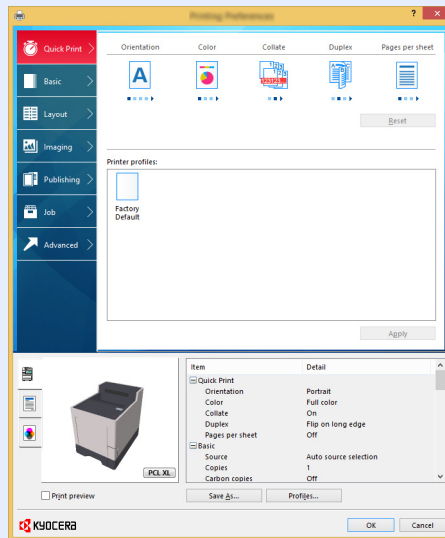 Printing Preferences
?
Quick Print
Orientation Color Collate Duplex Pages per sheet
Basic
A
123123
A
Layout
Reset
Imaging
Printer profiles:
Publishing
Factory
Default
Job
Advanced
Apply
Item Detail
Quick Print
Orientation Portrait
Color Full color
Collate On
Duplex Flip on long edge
Pages per sheet Off
Basic
Source Auto source selection
Copies 1
Carbon copies Off
PCL XL
Print preview
Save As...
Profiles...
KYOCERA
OK
Cancel